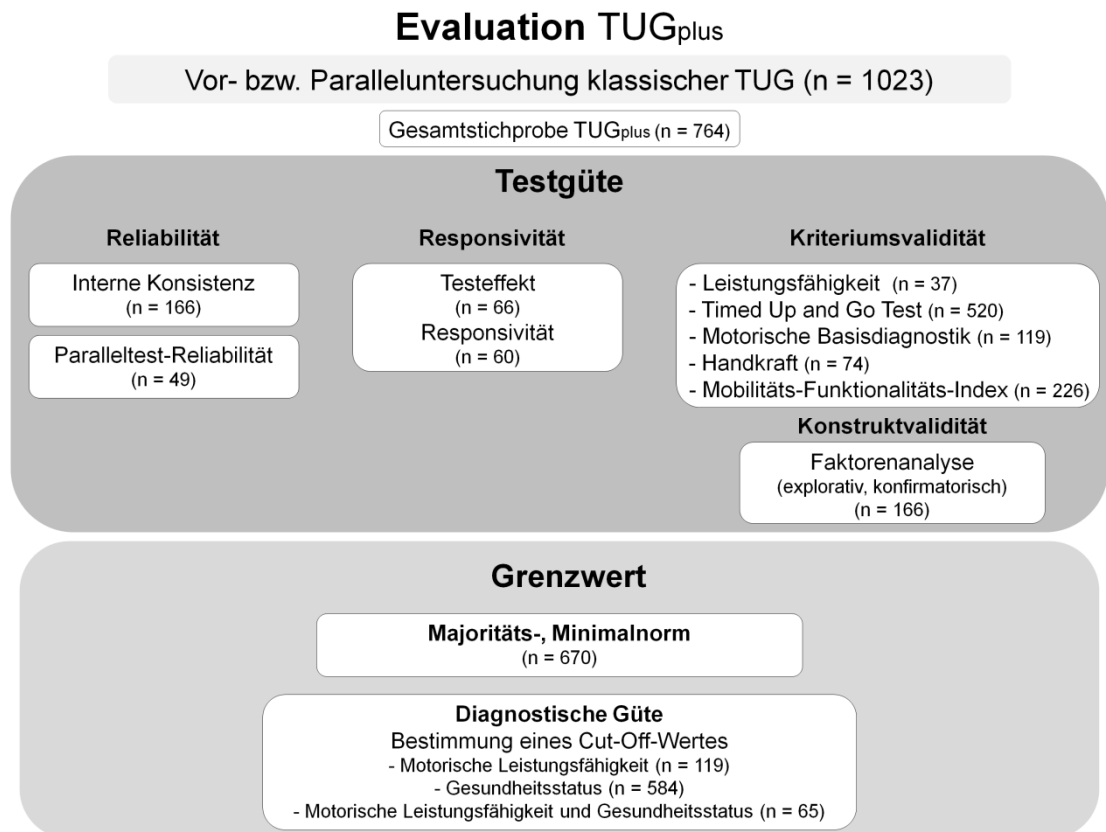 Evaluation TUGplus
Vor- bzw. Paralleluntersuchung klassischer TUG (n = 1023)
Gesamtstichprobe TUGplus (n = 764)
Testgüte
Reliabilität
Interne Konsistenz
(n = 166)
Paralleltest-Reliabilität
(n = 49)
Responsivität
Testeffekt
(n = 66)
Responsivität
(n = 60)
Kriteriumsvalidität
- Leistungsfähigkeit (n = 37)
- Timed Up and Go Test (n = 520)
- Motorische Basisdiagnostik (n = 119)
- Handkraft (n = 74)
- Mobilitäts-Funktionalitäts-Index (n = 226)
Konstruktvalidität
Faktorenanalyse
(explorativ, konfirmatorisch)
(n = 166)
Grenzwert
Majoritäts-, Minimalnorm
(n = 670)
Diagnostische Güte
Bestimmung eines Cut-Off-Wertes
- Motorische Leistungsfähigkeit (n = 119)
- Gesundheitsstatus (n = 584)
- Motorische Leistungsfähigkeit und Gesundheitsstatus (n = 65)